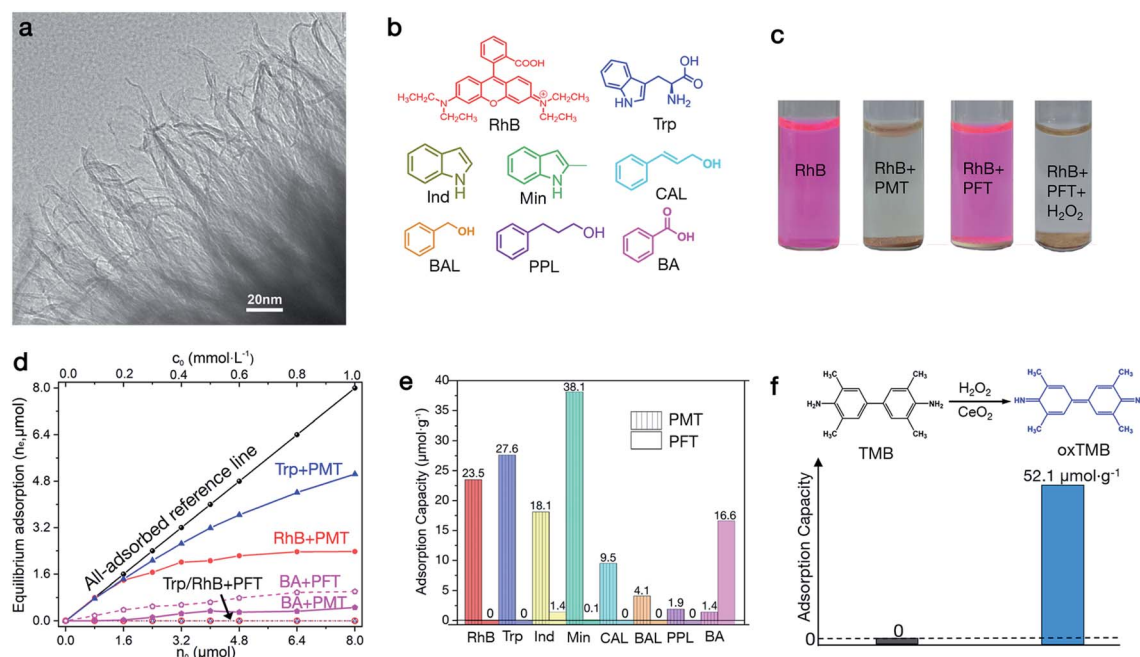 a
20nm
b
COOH
H₃CH₂C
N
CH₂CH₃
O
N
⊕
CH₂CH₃
CH₂CH₃
RhB
OH
O
N
H
NH₂
Trp
N
H
Ind
N
H
Min
OH
CAL
OH
BAL
OH
PPL
O
OH
BA
c
RhB
RhB+
PMT
RhB+
PFT
RhB+
PFT+
H₂O₂
d
c₀ (mmol·L⁻¹)
0.0 0.2 0.4 0.6 0.8 1.0
Equilibrium adsorption (nₑ,μmol)
8.0
6.4
4.8
3.2
1.6
0.0
All-adsorbed reference line
Trp+PMT
RhB+PMT
Trp/RhB+PFT
BA+PFT
BA+PMT
0.0 1.6 3.2 4.8 6.4 8.0
n₀ (μmol)
e
Adsorption Capacity (μmol·g⁻¹)
40
35
30
25
20
15
10
5
0
PMT
PFT
23.5 0 27.6 0 18.1 1.4 38.1 0.1 9.5 0 4.1 0 1.9 0 1.4 16.6
RhB Trp Ind Min CAL BAL PPL BA
f
CH₃ CH₃
H₂N NH₂
H₃C CH₃
TMB
H₂O₂
CeO₂
CH₃ CH₃
HN N
H₃C CH₃
oxTMB
Adsorption Capacity
0
0
52.1 μmol·g⁻¹